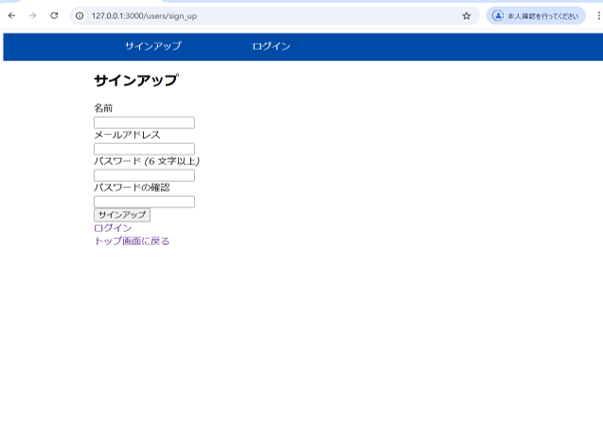 127.0.0.1:3000/users/sign_up
本人確認を行ってください
サインアップ ログイン
サインアップ
名前
メールアドレス
パスワード (6 文字以上)
パスワードの確認
サインアップ
ログイン
トップ画面に戻る